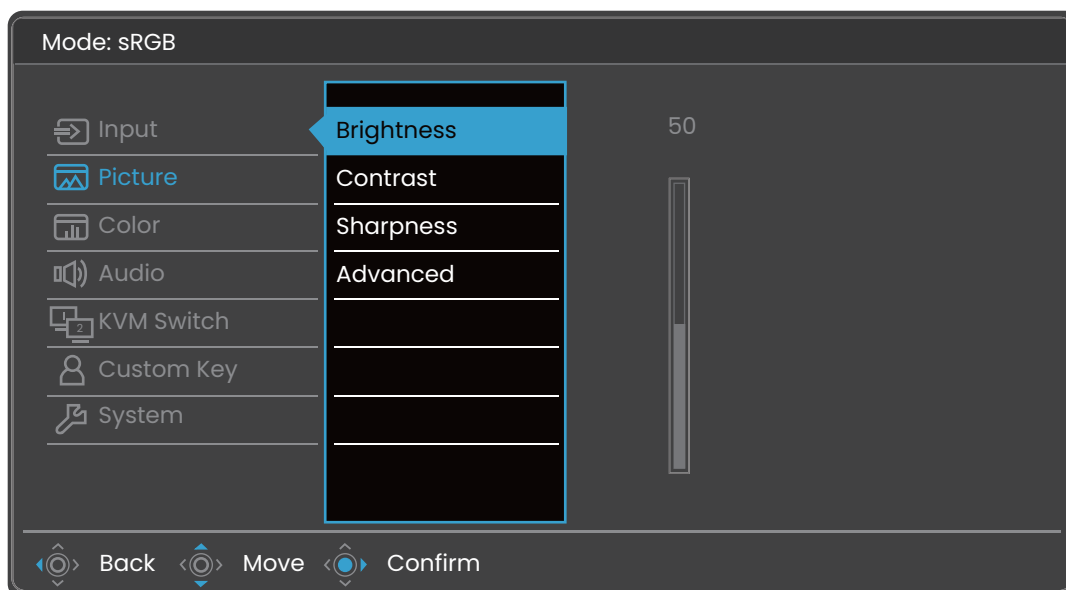 Mode: sRGB
Input
Picture
Color
Audio
1 2 KVM Switch
Custom Key
System
Brightness
Contrast
Sharpness
Advanced
50
Back Move Confirm